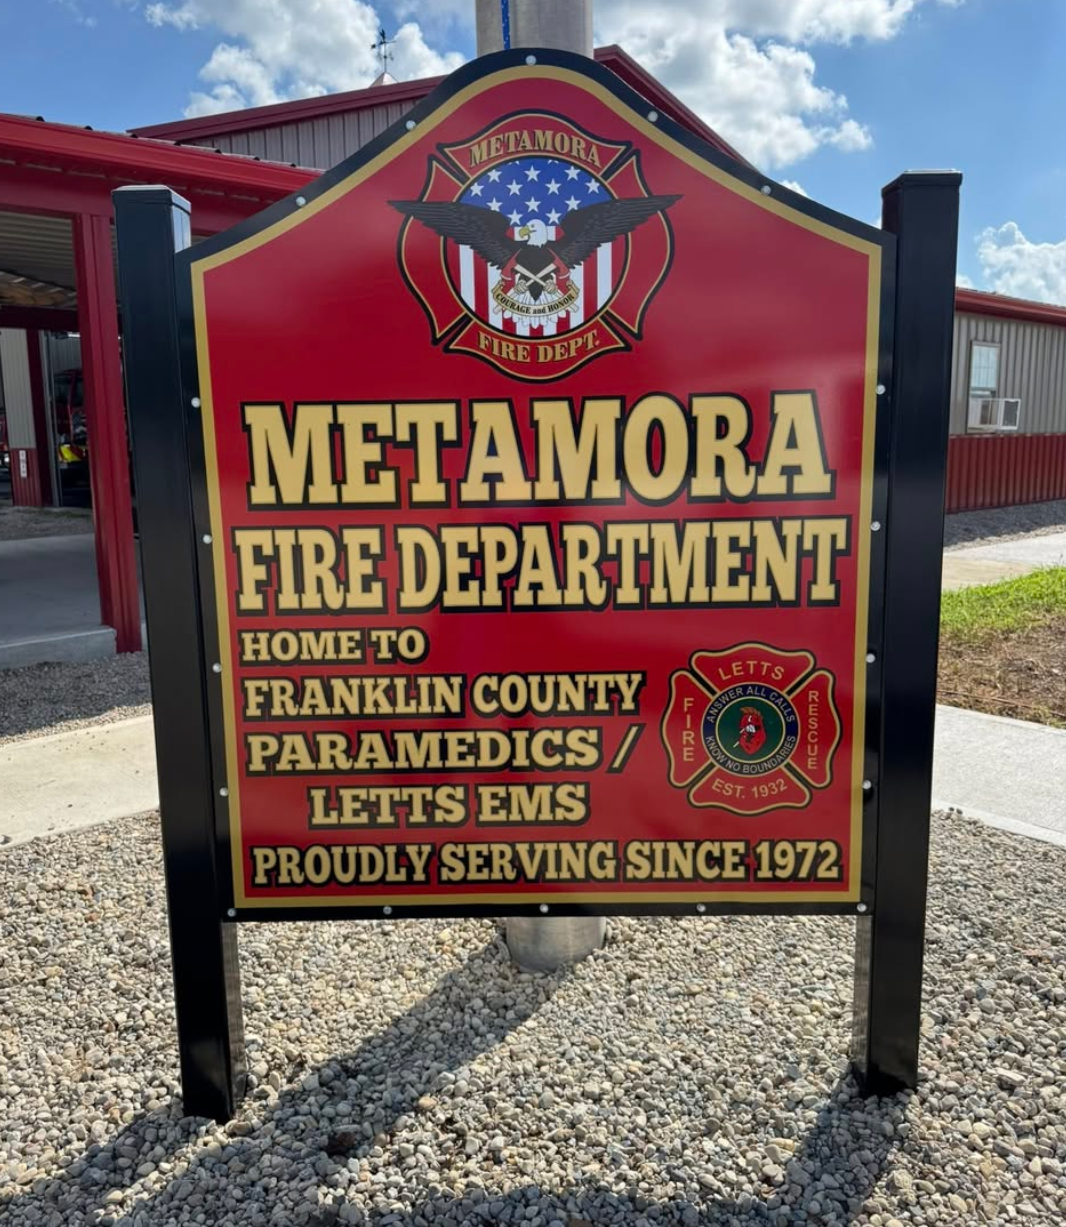 METAMORA
COURAGE and HONOR
FIRE DEPT.
METAMORA
FIRE DEPARTMENT
HOME TO
FRANKLIN COUNTY
PARAMEDICS /
LETTS EMS
LETTS
FIRE
RESCUE
ANSWER ALL CALLS
KNOW NO BOUNDARIES
EST. 1932
PROUDLY SERVING SINCE 1972